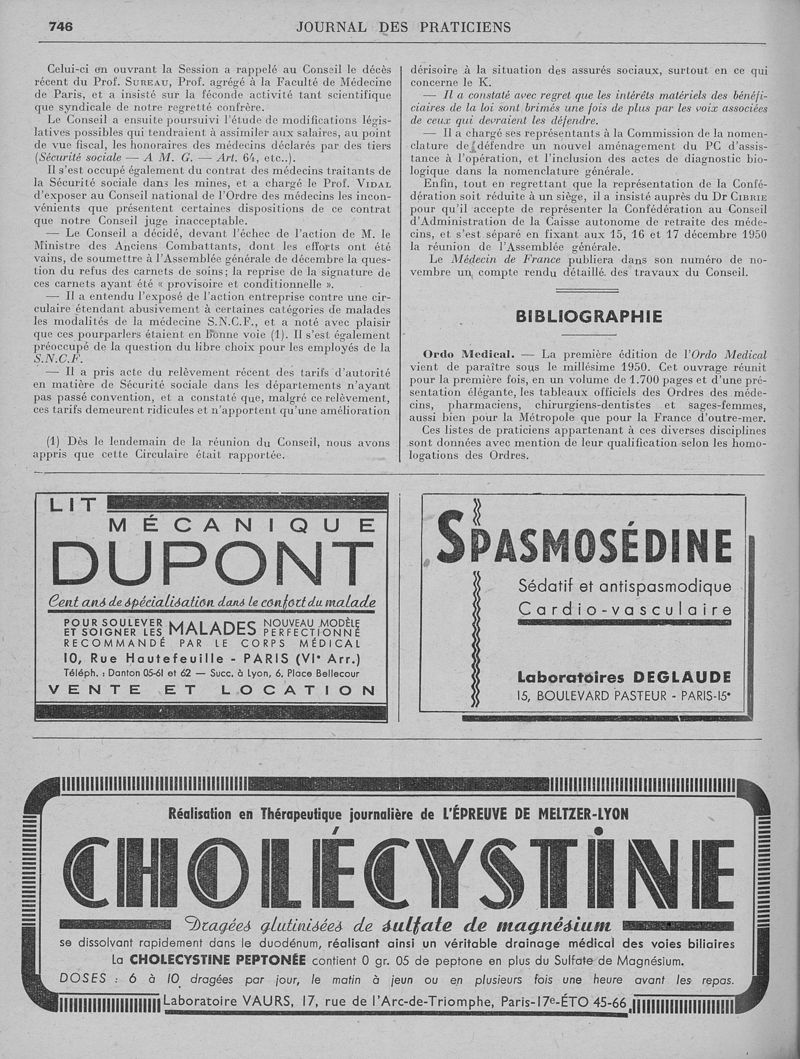 746
JOURNAL DES PRATICIENS
Celui-ci en ouvrant la Session a rappelé au Conseil le décès
récent du Prof. SUREAU, Prof. agrégé à la Faculté de Médecine
de Paris, et a insisté sur la féconde activité tant scientifique
que syndicale de notre regretté confrère.
Le Conseil a ensuite poursuivi l'étude de modifications légis-
latives possibles qui tendraient à assimiler aux salaires, au point
de vue fiscal, les honoraires des médecins déclarés par des tiers
(Sécurité sociale — A M. G. — Art. 64, etc..).
Il s'est occupé également du contrat des médecins traitants de
la Sécurité sociale dans les mines, et a chargé le Prof. VIDAL
d'exposer au Conseil national de l'Ordre des médecins les incon-
vénients que présentent certaines dispositions de ce contrat
que notre Conseil juge inacceptable.
— Le Conseil a décidé, devant l'échec de l'action de M. le
Ministre des Anciens Combattants, dont les efforts ont été
vains, de soumettre à l'Assemblée générale de décembre la ques-
tion du refus des carnets de soins; la reprise de la signature de
ces carnets ayant été « provisoire et conditionnelle ».
— Il a entendu l'exposé de l'action entreprise contre une cir-
culaire étendant abusivement à certaines catégories de malades
les modalités de la médecine S.N.C.F., et a noté avec plaisir
que ces pourparlers étaient en bonne voie (1). Il s'est également
préoccupé de la question du libre choix pour les employés de la
S.N.C.F.
— Il a pris acte du relèvement récent des tarifs d'autorité
en matière de Sécurité sociale dans les départements n'ayant
pas passé convention, et a constaté que, malgré ce relèvement,
ces tarifs demeurent ridicules et n'apportent qu'une amélioration
(1) Dès le lendemain de la réunion du Conseil, nous avons
appris que cette Circulaire était rapportée.
dérisoire à la situation des assurés sociaux, surtout en ce qui
concerne le K.
— Il a constaté avec regret que les intérêts matériels des bénéfi-
ciaires de la loi sont brimés une fois de plus par les voix associées
de ceux qui devraient les défendre.
— Il a chargé ses représentants à la Commission de la nomen-
clature de défendre un nouvel aménagement du PC d'assis-
tance à l'opération, et l'inclusion des actes de diagnostic bio-
logique dans la nomenclature générale.
Enfin, tout en regrettant que la représentation de la Confé-
dération soit réduite à un siège, il a insisté auprès du Dr CIBRIE
pour qu'il accepte de représenter la Confédération au Conseil
d'Administration de la Caisse autonome de retraite des méde-
cins, et s'est séparé en fixant aux 15, 16 et 17 décembre 1950
la réunion de l'Assemblée générale.
Le Médecin de France publiera dans son numéro de no-
vembre un compte rendu détaillé des travaux du Conseil.
BIBLIOGRAPHIE
Ordo Medical. — La première édition de l'Ordo Medical
vient de paraître sous le millésime 1950. Cet ouvrage réunit
pour la première fois, en un volume de 1.700 pages et d'une pré-
sentation élégante, les tableaux officiels des Ordres des méde-
cins, pharmaciens, chirurgiens-dentistes et sages-femmes,
aussi bien pour la Métropole que pour la France d'outre-mer.
Ces listes de praticiens appartenant à ces diverses disciplines
sont données avec mention de leur qualification selon les homo-
logations des Ordres.
LIT
MÉCANIQUE
DUPONT
Cent ans de spécialisation dans le confort du malade
POUR SOULEVER
ET SOIGNER LES
MALADES
NOUVEAU MODÈLE
PERFECTIONNÉ
RECOMMANDÉ PAR LE CORPS MÉDICAL
10, Rue Hautefeuille - PARIS (VIe Arr.)
Téléph. : Danton 05-61 et 62 — Succ. à Lyon, 6, Place Bellecour
VENTE ET LOCATION
SPASMOSÉDINE
Sédatif et antispasmodique
Cardio-vasculaire
Laboratoires DEGLAUDE
15, BOULEVARD PASTEUR - PARIS-15e
Réalisation en Thérapeutique journalière de L'ÉPREUVE DE MELTZER-LYON
CHOLÉCYSTINE
Dragées glutinisées de sulfate de magnésium
se dissolvant rapidement dans le duodénum, réalisant ainsi un véritable drainage médical des voies biliaires
La CHOLECYSTINE PEPTONÉE contient 0 gr. 05 de peptone en plus du Sulfate de Magnésium.
DOSES : 6 à 10 dragées par jour, le matin à jeun ou en plusieurs fois une heure avant les repas.
Laboratoire VAURS, 17, rue de l'Arc-de-Triomphe, Paris-17e-ÉTO 45-66